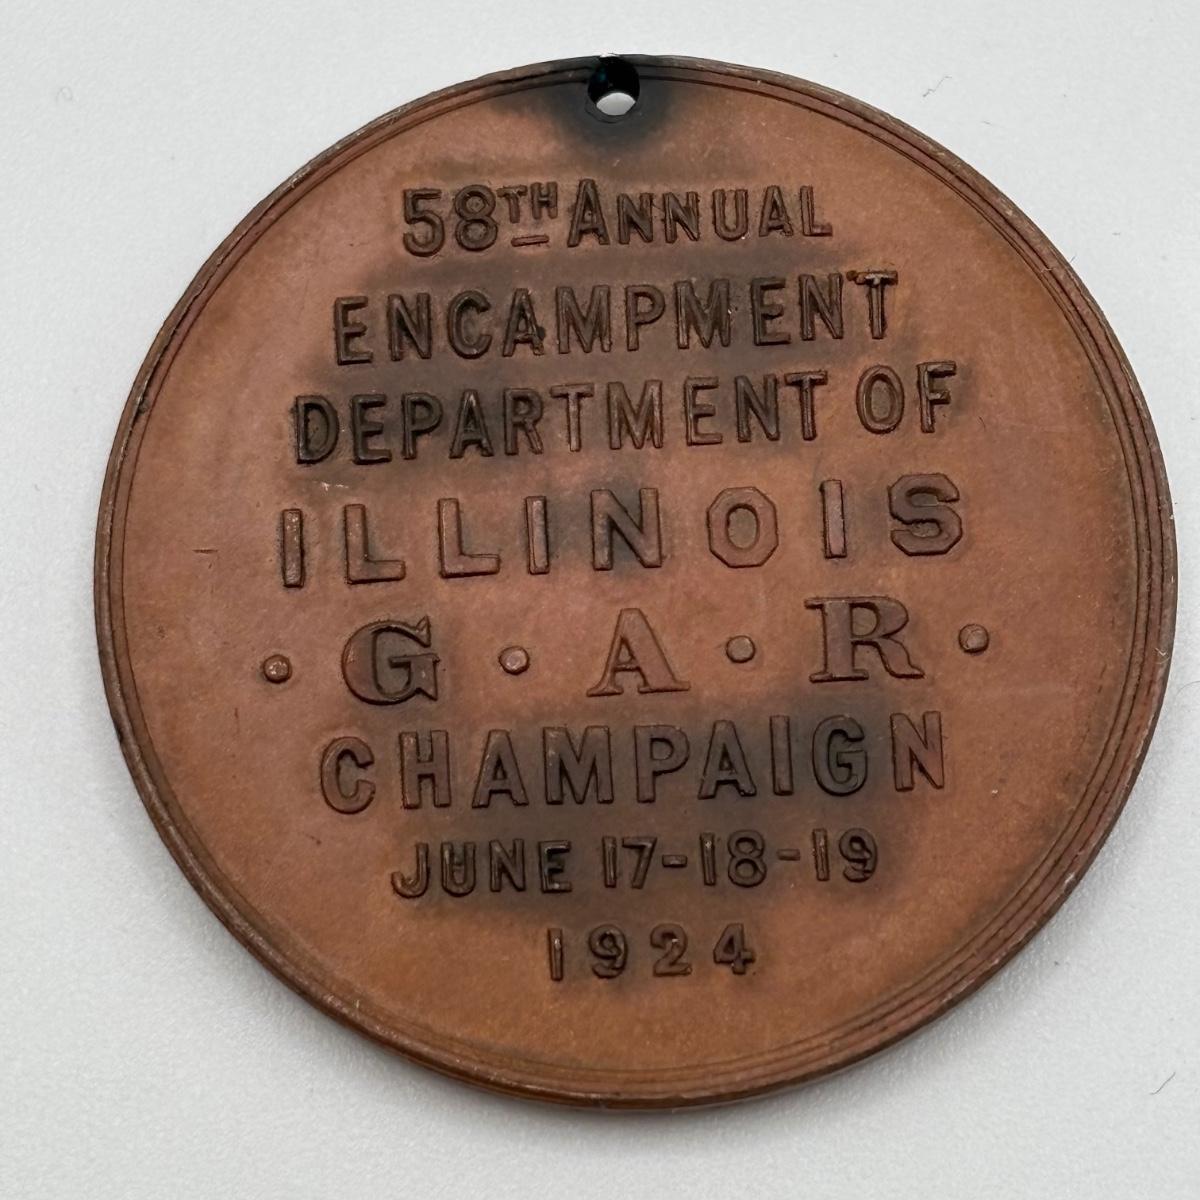 58TH ANNUAL
ENCAMPMENT
DEPARTMENT OF
ILLINOIS
· G · A · R ·
CHAMPAIGN
JUNE 17-18-19
1924